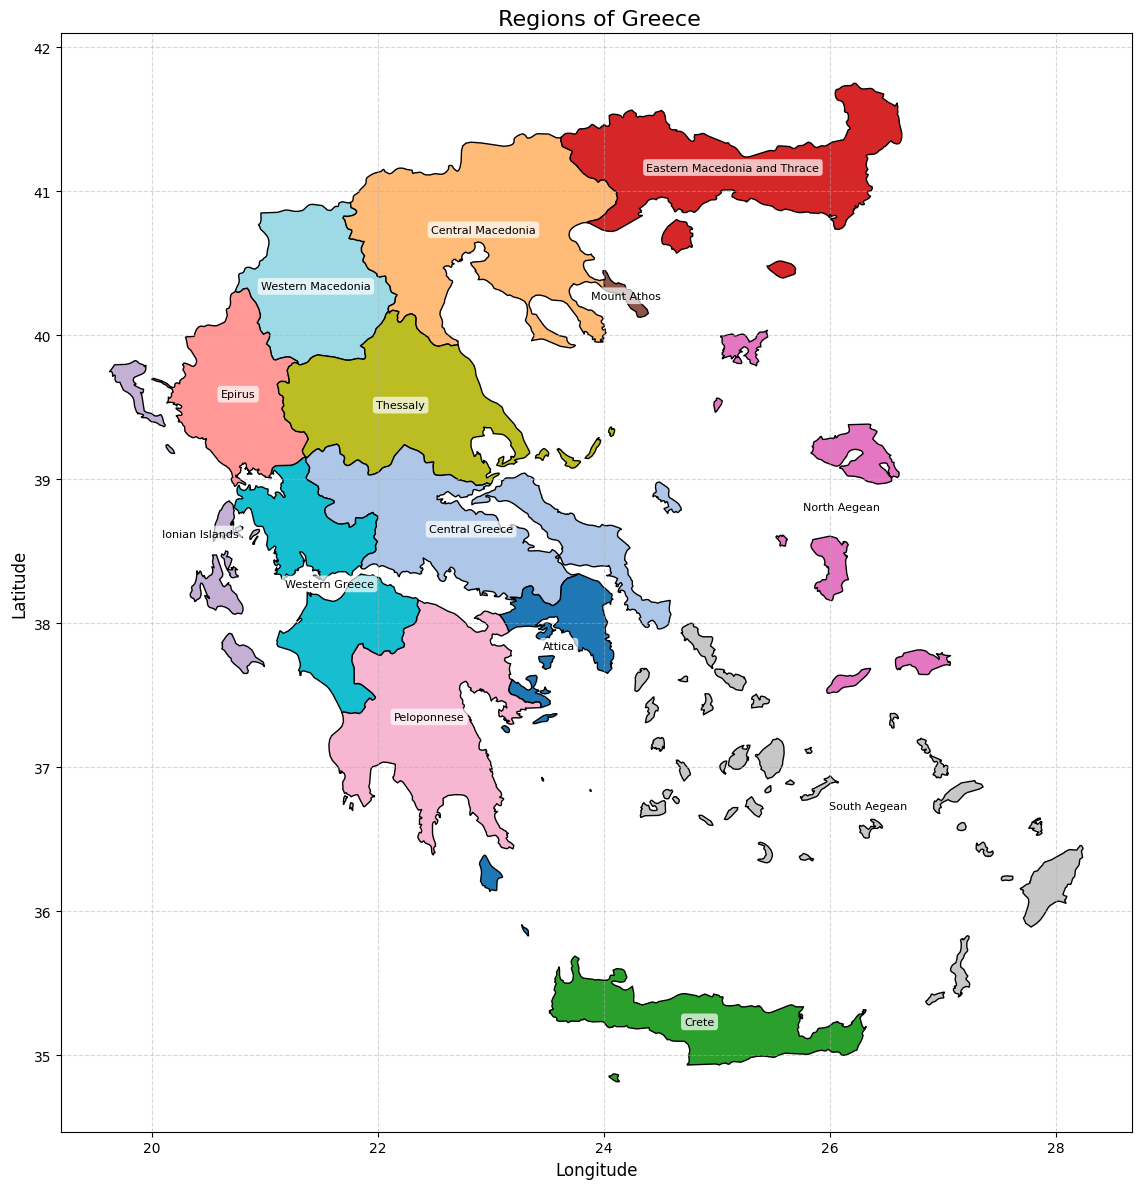 Regions of Greece
42
41
40
39
38
37
36
35
Latitude
Eastern Macedonia and Thrace
Central Macedonia
Western Macedonia
Mount Athos
Epirus
Thessaly
North Aegean
Central Greece
Ionian Islands
Western Greece
Attica
Peloponnese
South Aegean
Crete
20
22
24
26
28
Longitude